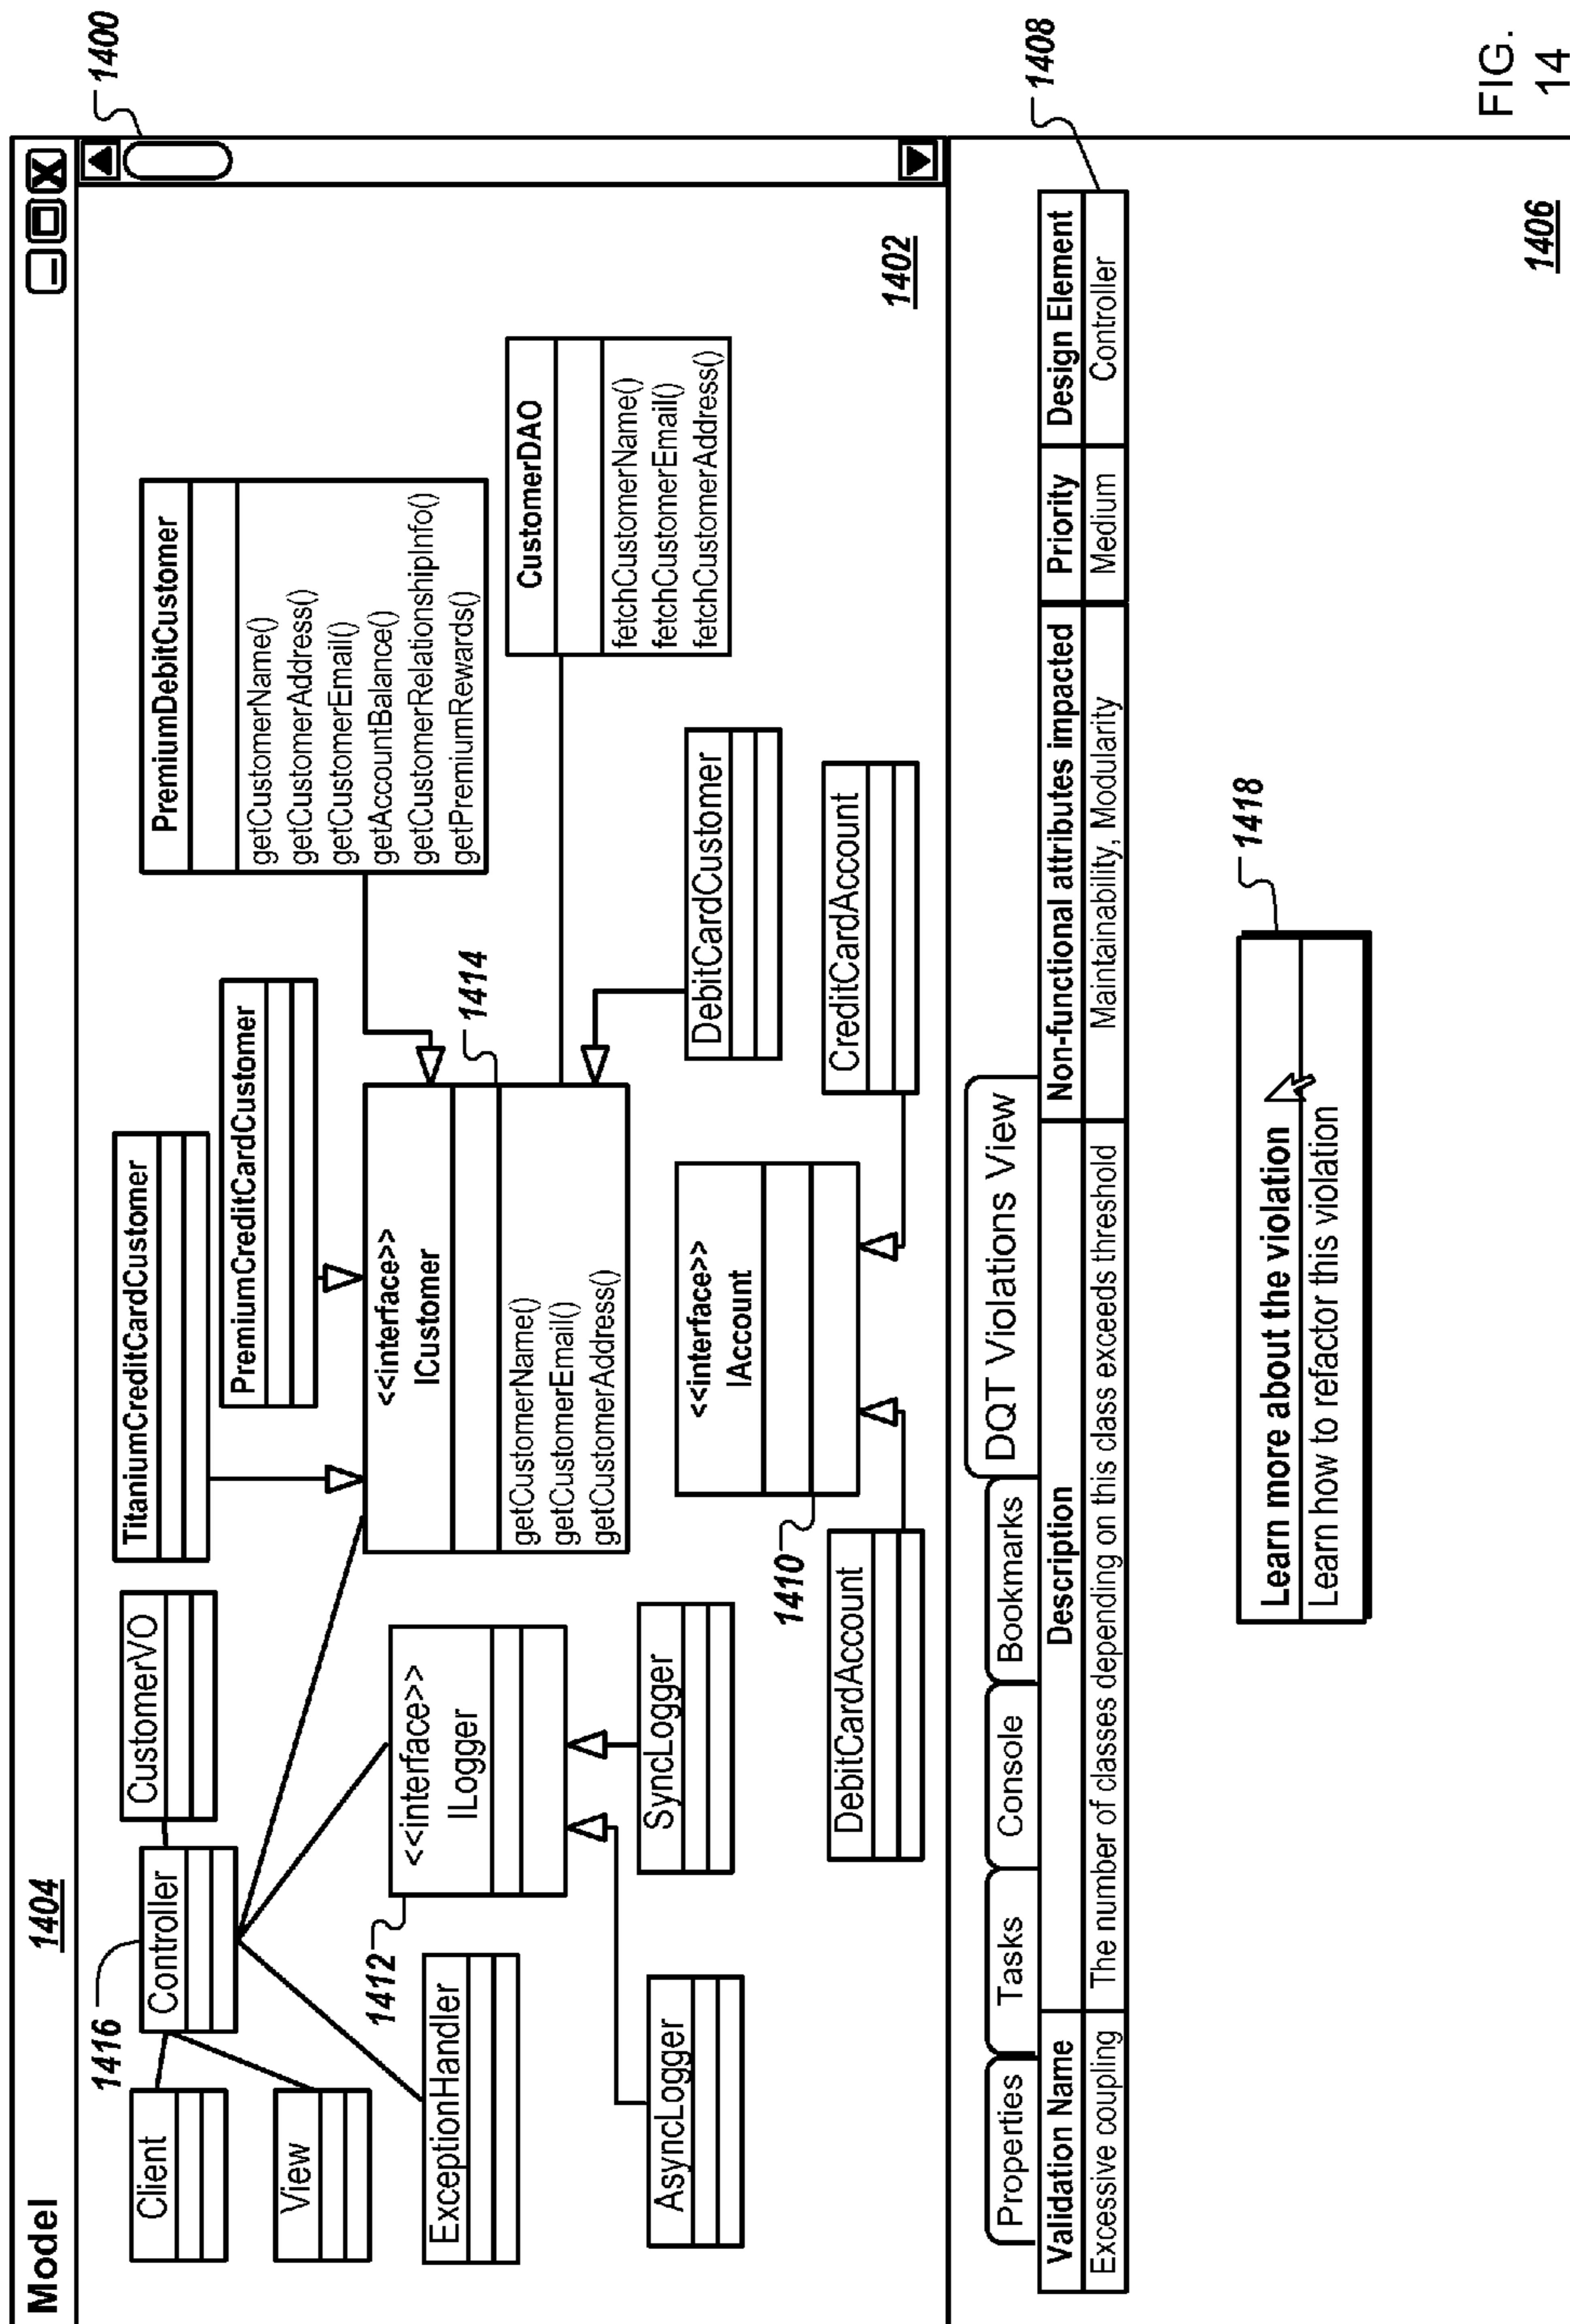 Model
1404
1400
Client
View
1416
Controller
CustomerVO
TitaniumCreditCardCustomer
PremiumCreditCardCustomer
PremiumDebitCustomer
getCustomerName()
getCustomerAddress()
getCustomerEmail()
getAccountBalance()
getCustomerRelationshipInfo()
getPremiumRewards()
ExceptionHandler
1412
<<interface>>
ILogger
<<interface>>
ICustomer
getCustomerName()
getCustomerEmail()
getCustomerAddress()
1414
CustomerDAO
fetchCustomerName()
fetchCustomerEmail()
fetchCustomerAddress()
AsyncLogger
SyncLogger
1410
<<interface>>
IAccount
DebitCardCustomer
DebitCardAccount
CreditCardAccount
1402
Properties Tasks Console Bookmarks DQT Violations View
1408
Validation Name Description Non-functional attributes impacted Priority Design Element
Excessive coupling The number of classes depending on this class exceeds threshold Maintainability, Modularity Medium Controller
1418
Learn more about the violation
Learn how to refactor this violation
1406
FIG.
14